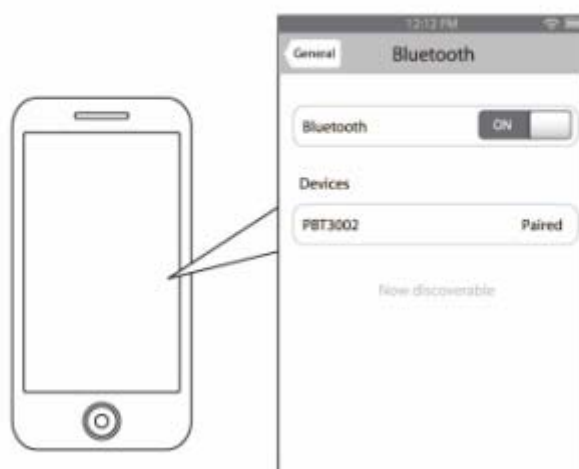 12:12 PM
General
Bluetooth
Bluetooth
ON
Devices
PBT3002 Paired
Now discoverable